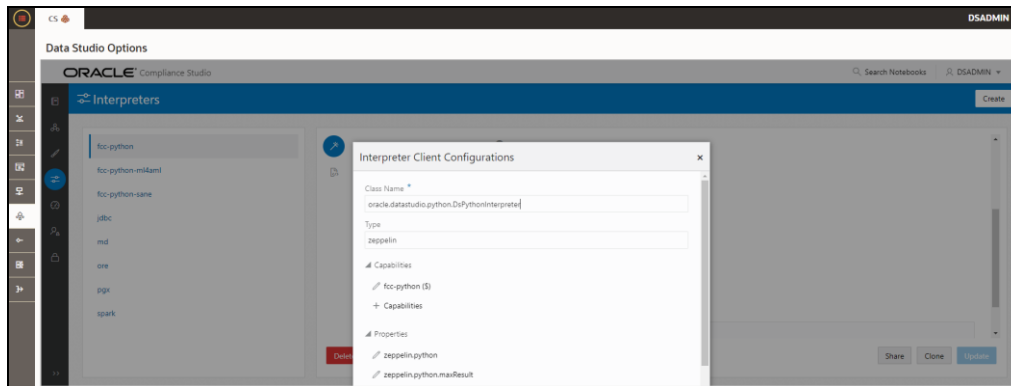 CS
DSADMIN
Data Studio Options
ORACLE Compliance Studio
Search Notebooks
DSADMIN
Interpreters
Create
fcc-python
fcc-python-ml4aml
fcc-python-sane
jdbc
md
ore
pgx
spark
Interpreter Client Configurations
Class Name *
oracle.datastudio.python.DsPythonInterpreter
Type
zeppelin
Capabilities
fcc-python ($)
+ Capabilities
Properties
zeppelin.python
zeppelin.python.maxResult
Delet
Share
Clone
Update